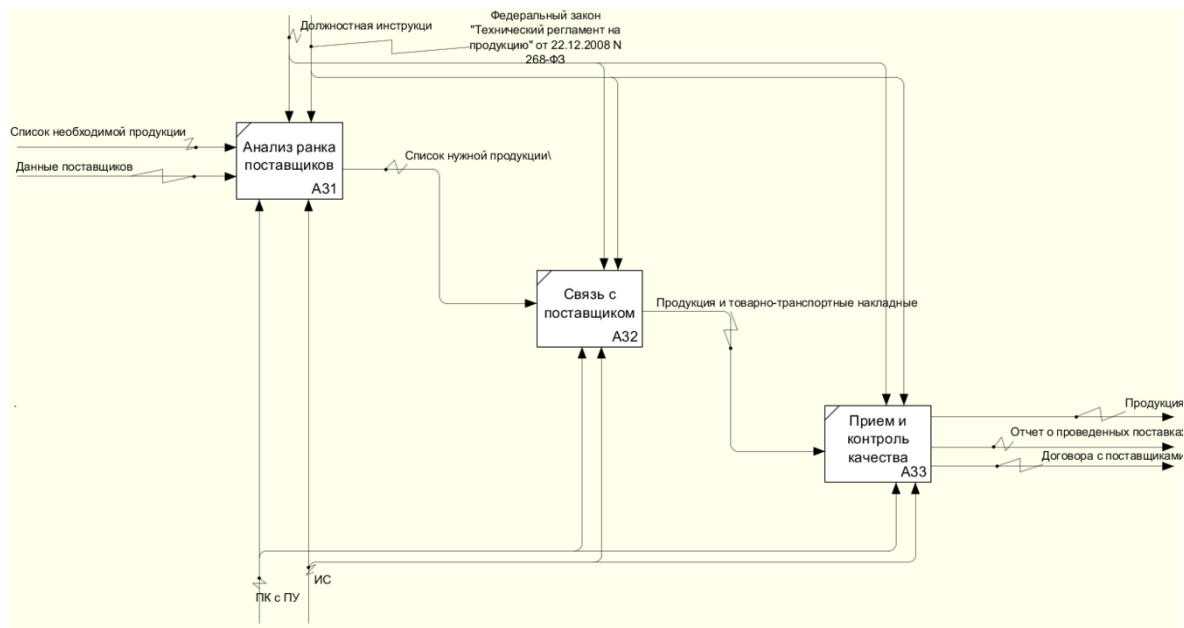 Должностная инструкци
Федеральный закон
"Технический регламент на
продукцию" от 22.12.2008 N
268-ФЗ
Список необходимой продукции
Данные поставщиков
Анализ ранка
поставщиков
A31
Список нужной продукции\
Связь с
поставщиком
A32
Продукция и товарно-транспортные накладные
Прием и
контроль
качества
A33
Продукция
Отчет о проведенных поставка
Договора с поставщиками
ИС
ПК с ПУ